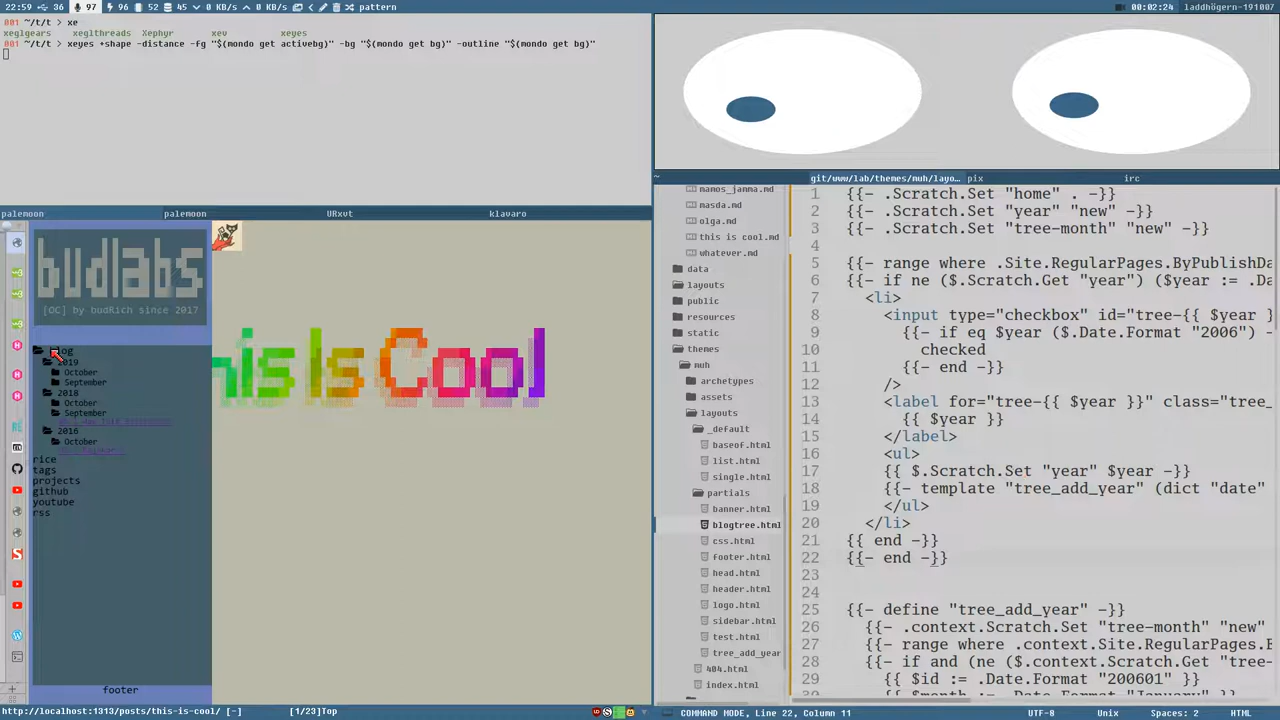 22:59 36 97 96 52 45 0 KB/s 0 KB/s pattern 00:02:24 laddhögern-191007
001 ~/t/t > xe
xeglgears xeglthreads Xephyr xev xeyes
001 ~/t/t > xeyes +shape -distance -fg "$(mondo get activebg)" -bg "$(mondo get bg)" -outline "$(mondo get bg)"
palemoon palemoon URxvt klavaro
budlabs
[OC] by budRich since 2017
his Is Cool
2019
October
September
2018
October
September
2016
October
rice
tags
projects
github
youtube
rss
footer
http://localhost:1313/posts/this-is-cool/ [-] [1/23]Top
~ git/www/lab/themes/muh/layo... pix irc
mamos_jamma.md
masda.md
olga.md
this is cool.md
whatever.md
data
layouts
public
resources
static
themes
muh
archetypes
assets
layouts
_default
baseof.html
list.html
single.html
partials
banner.html
blogtree.html
css.html
footer.html
head.html
header.html
logo.html
sidebar.html
test.html
tree_add_year
404.html
index.html
1 {{- .Scratch.Set "home" . -}}
2 {{- .Scratch.Set "year" "new" -}}
3 {{- .Scratch.Set "tree-month" "new" -}}
4
5 {{- range where .Site.RegularPages.ByPublishDa
6 {{- if ne ($.Scratch.Get "year") ($year := .Da
7 <li>
8 <input type="checkbox" id="tree-{{ $year }
9 {{- if eq $year ($.Date.Format "2006") -
10 checked
11 {{- end -}}
12 />
13 <label for="tree-{{ $year }}" class="tree_
14 {{ $year }}
15 </label>
16 <ul>
17 {{ $.Scratch.Set "year" $year -}}
18 {{- template "tree_add_year" (dict "date"
19 </ul>
20 </li>
21 {{ end -}}
22 {{- end -}}
23
24
25 {{- define "tree_add_year" -}}
26 {{- .context.Scratch.Set "tree-month" "new"
27 {{- range where .context.Site.RegularPages.B
28 {{- if and (ne ($.context.Scratch.Get "tree-
29 {{ $id := .Date.Format "200601" }}
30 {{ $month := .Date.Format "January" }}
COMMAND MODE, Line 22, Column 11 UTF-8 Unix Spaces: 2 HTML